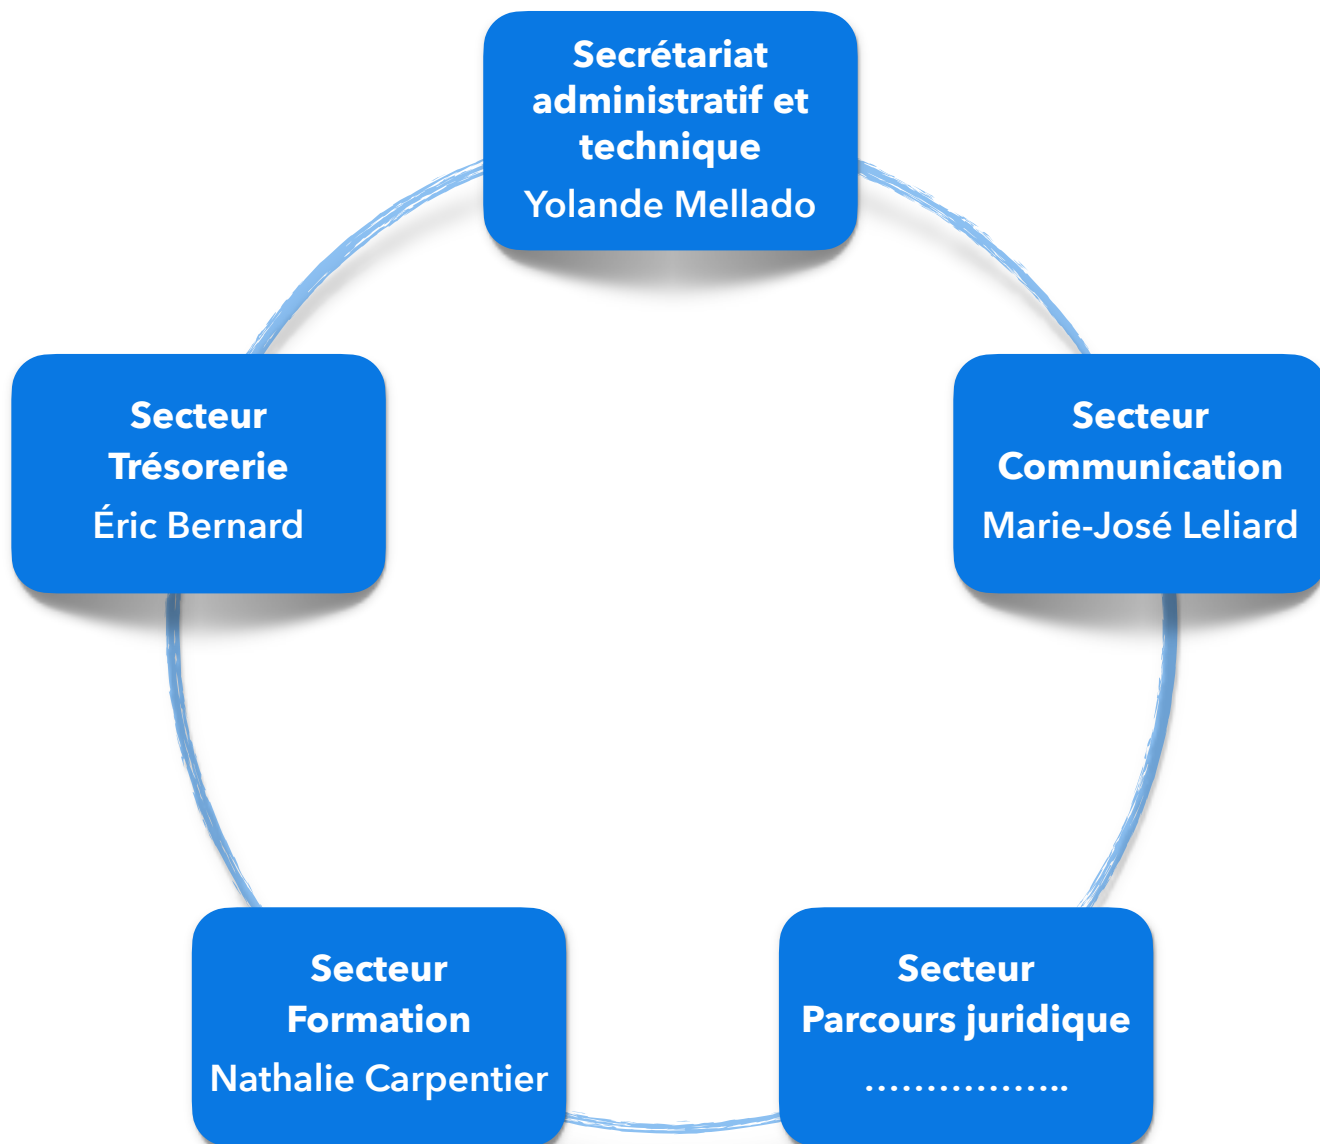 Secrétariat
administratif et
technique
Yolande Mellado
Secteur
Trésorerie
Éric Bernard
Secteur
Communication
Marie-José Leliard
Secteur
Formation
Nathalie Carpentier
Secteur
Parcours juridique
……………..